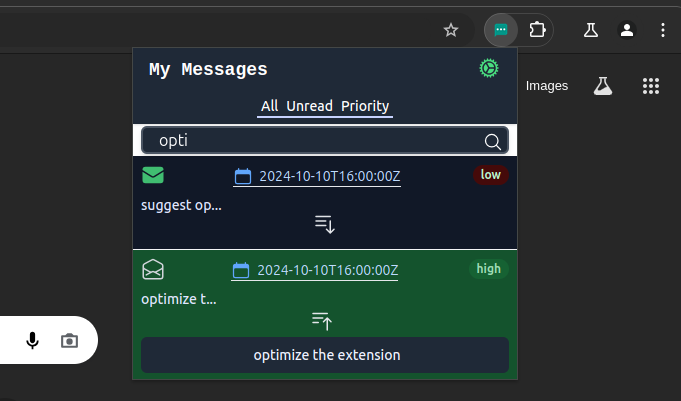 My Messages
Images
All Unread Priority
opti
2024-10-10T16:00:00Z low
suggest op...
2024-10-10T16:00:00Z high
optimize t...
optimize the extension